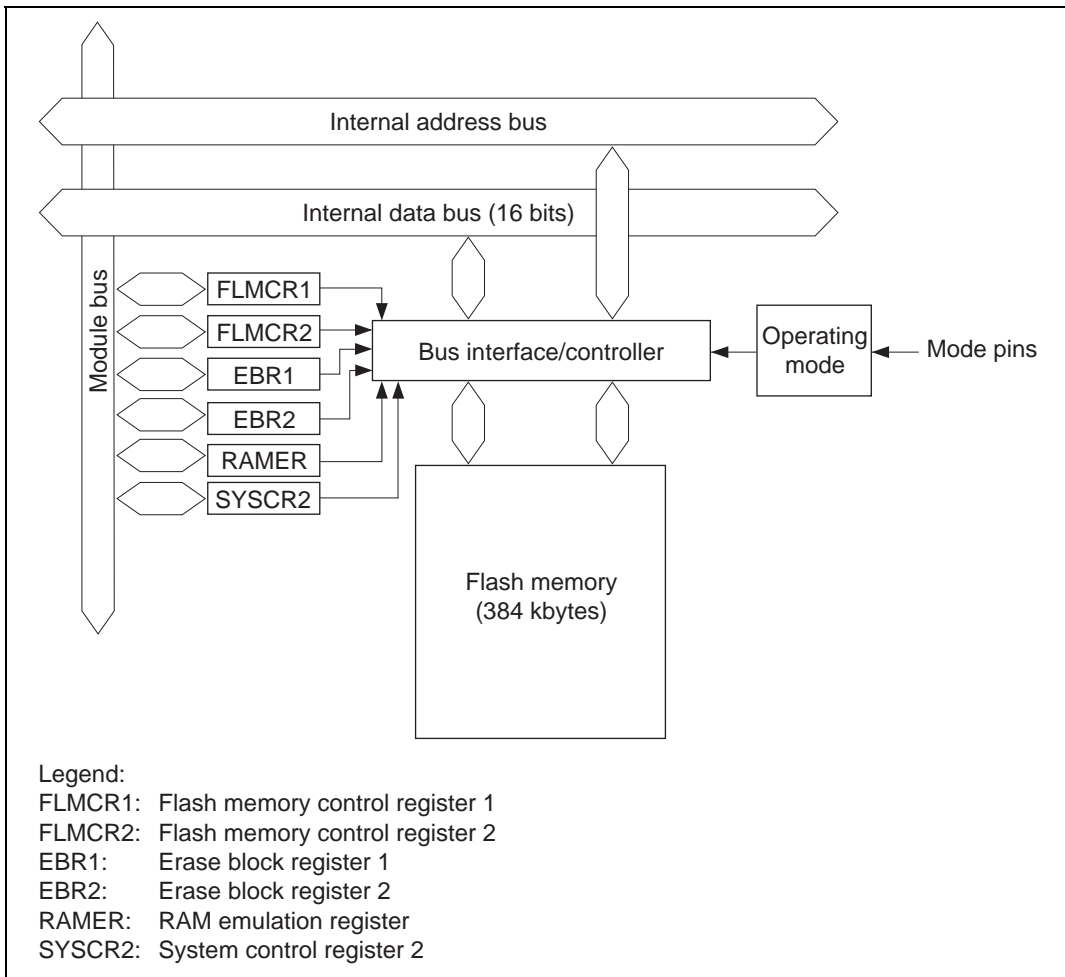 Internal address bus
Internal data bus (16 bits)
Module bus
FLMCR1
FLMCR2
EBR1
EBR2
RAMER
SYSCR2
Bus interface/controller
Operating
mode
Mode pins
Flash memory
(384 kbytes)
Legend:
FLMCR1: Flash memory control register 1
FLMCR2: Flash memory control register 2
EBR1: Erase block register 1
EBR2: Erase block register 2
RAMER: RAM emulation register
SYSCR2: System control register 2